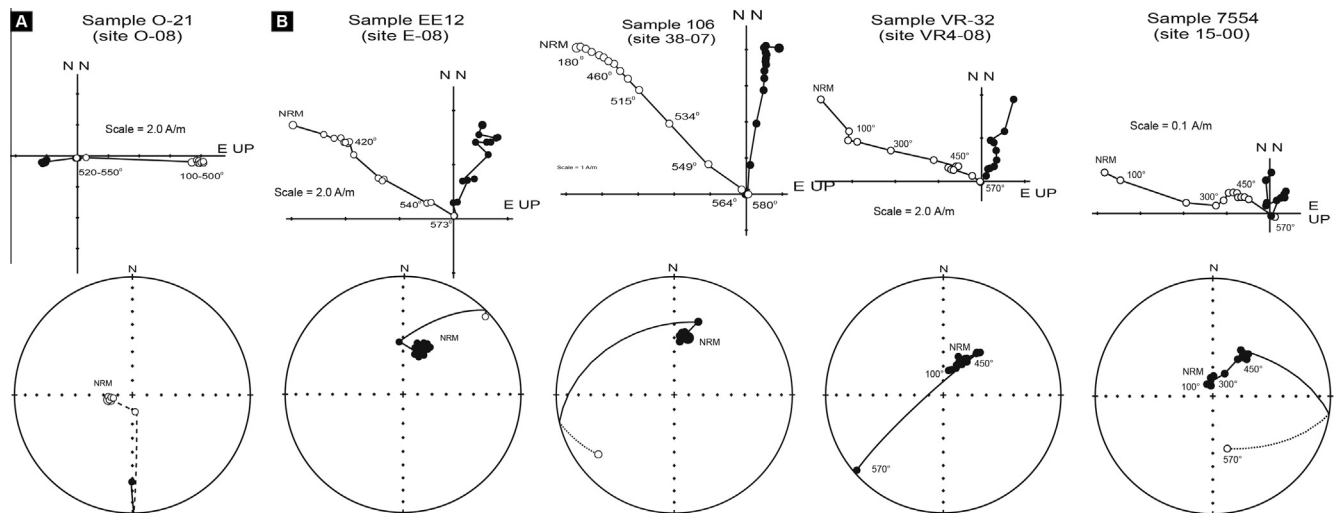 A
Sample O-21
(site O-08)
N N
Scale = 2.0 A/m
E UP
520-550°
100-500°
N
NRM
B
Sample EE12
(site E-08)
N N
NRM
420°
Scale = 2.0 A/m
540°
E UP
573°
N
NRM
Sample 106
(site 38-07)
N N
NRM
180°
460°
515°
534°
Scale = 1 A/m
549°
E UP
564°
580°
N
NRM
Sample VR-32
(site VR4-08)
N N
NRM
100°
300°
450°
E UP
570°
Scale = 2.0 A/m
N
NRM
450°
100°
570°
Sample 7554
(site 15-00)
Scale = 0.1 A/m
N N
NRM
100°
450°
300°
E
UP
570°
N
NRM
450°
100°
300°
570°